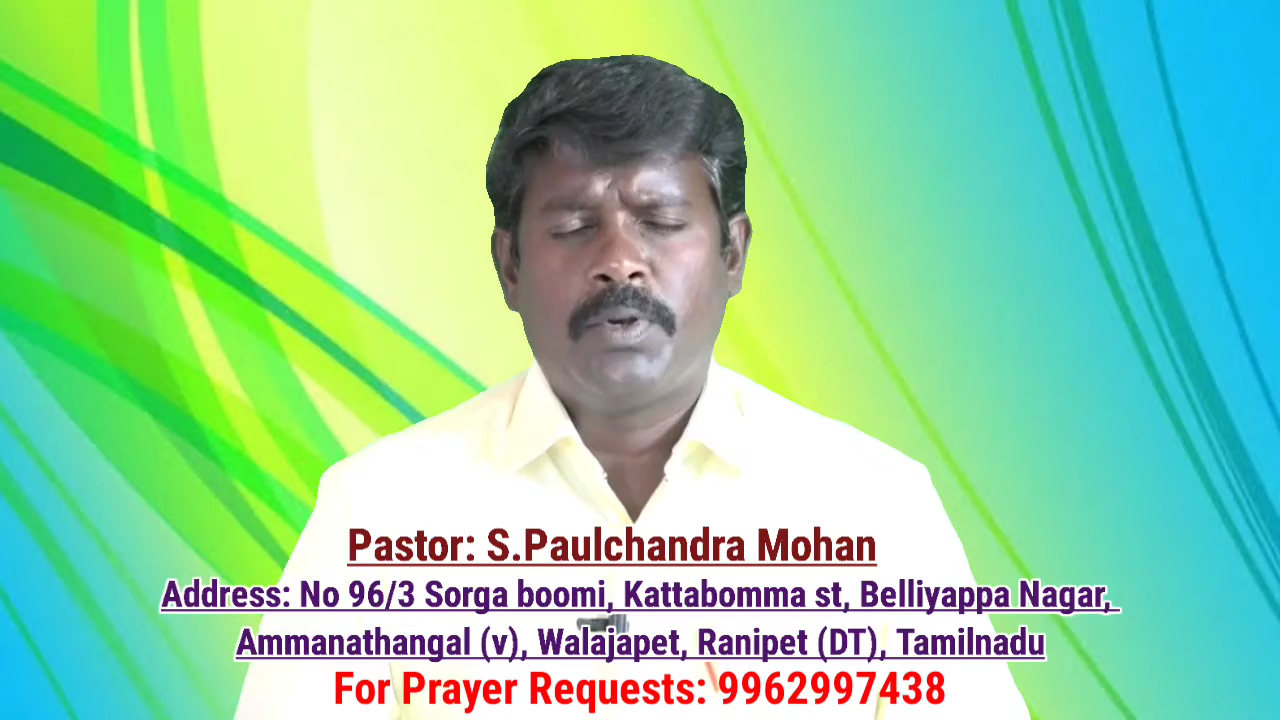 Pastor: S.Paulchandra Mohan
Address: No 96/3 Sorga boomi, Kattabomma st, Belliyappa Nagar,
Ammanathangal (v), Walajapet, Ranipet (DT), Tamilnadu
For Prayer Requests: 9962997438